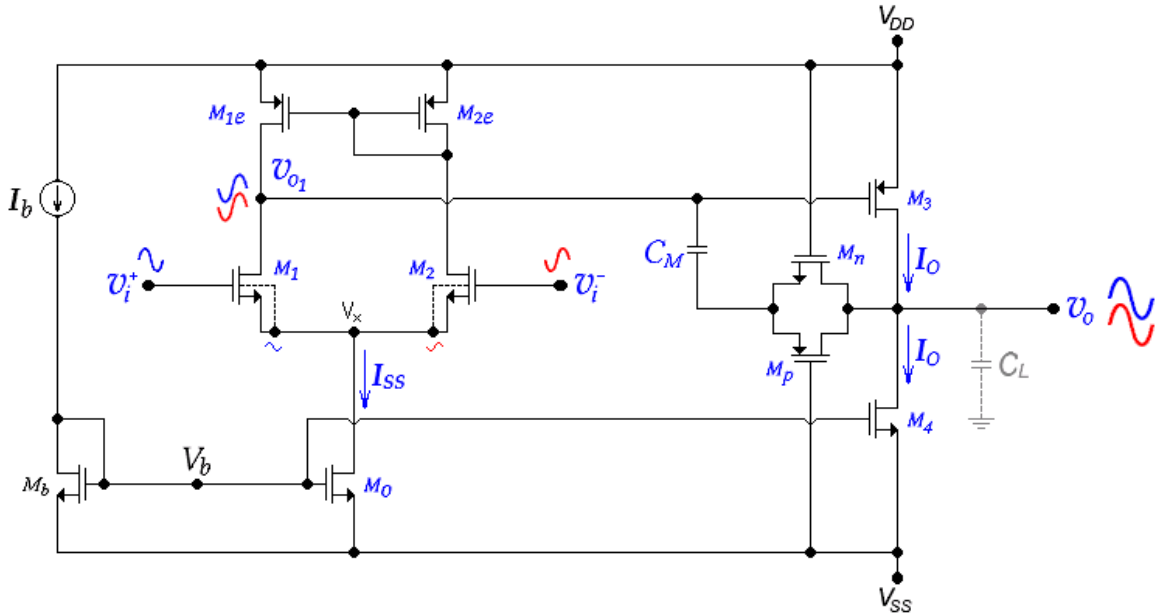 V_DD
M_1e
M_2e
v_o1
I_b
M_3
C_M
M_n
I_O
v_i^+
M_1
M_2
v_i^-
V_x
v_o
M_p
I_O
C_L
I_SS
M_4
V_b
M_b
M_0
V_SS